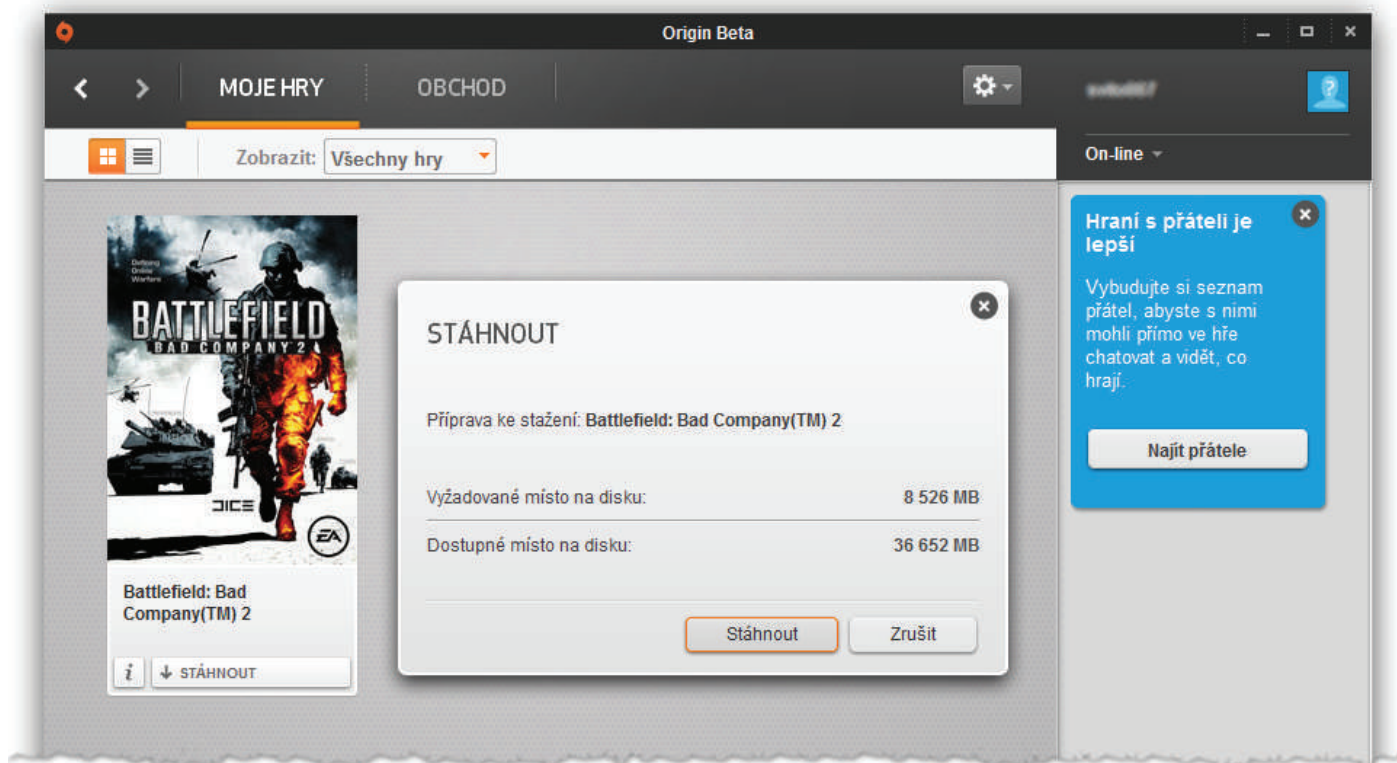 Origin Beta
MOJE HRY
OBCHOD
Zobrazit: Všechny hry
On-line
Defining
Online
Warfare
BATTLEFIELD
BAD COMPANY 2
DICE
EA
Battlefield: Bad
Company(TM) 2
i
STÁHNOUT
STÁHNOUT
Příprava ke stažení: Battlefield: Bad Company(TM) 2
Vyžadované místo na disku: 8 526 MB
Dostupné místo na disku: 36 652 MB
Stáhnout Zrušit
Hraní s přáteli je
lepší
Vybudujte si seznam
přátel, abyste s nimi
mohli přímo ve hře
chatovat a vidět, co
hrají.
Najít přátele